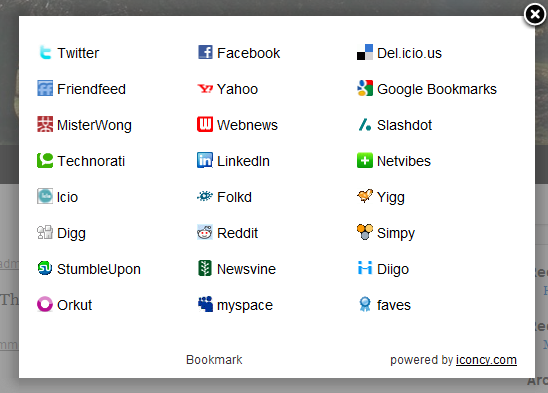 Twitter Facebook Del.icio.us
Friendfeed Yahoo Google Bookmarks
MisterWong Webnews Slashdot
Technorati LinkedIn Netvibes
Icio Folkd Yigg
Digg Reddit Simpy
StumbleUpon Newsvine Diigo
Orkut myspace faves
Bookmark powered by iconcy.com